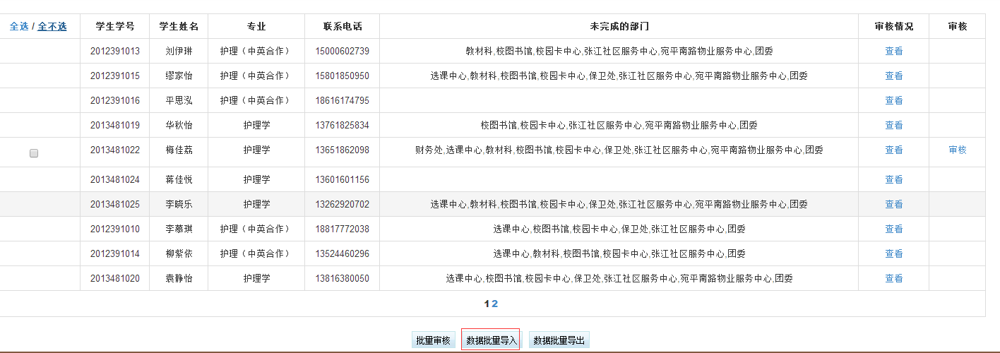 全选 / 全不选 学生学号 学生姓名 专业 联系电话 未完成的部门 审核情况 审核
2012391013 刘伊琳 护理（中英合作） 15000602739 教材科,校图书馆,校园卡中心,张江社区服务中心,宛平南路物业服务中心,团委 查看
2012391015 缪家怡 护理（中英合作） 15801850950 选课中心,教材科,校图书馆,校园卡中心,保卫处,张江社区服务中心,宛平南路物业服务中心,团委 查看
2012391016 平思泓 护理（中英合作） 18616174795 查看
2013481019 华秋怡 护理学 13761825834 校图书馆,校园卡中心,张江社区服务中心,宛平南路物业服务中心,团委 查看
2013481022 梅佳荔 护理学 13651862098 财务处,选课中心,教材科,校图书馆,校园卡中心,保卫处,张江社区服务中心,宛平南路物业服务中心,团委 查看 审核
2013481024 蒋佳悦 护理学 13601601156 查看
2013481025 李晓乐 护理学 13262920702 选课中心,教材科,校图书馆,校园卡中心,保卫处,张江社区服务中心,宛平南路物业服务中心,团委 查看
2012391010 李慕琪 护理（中英合作） 18817772038 选课中心,校图书馆,校园卡中心,保卫处,张江社区服务中心,团委 查看
2012391014 柳紫依 护理（中英合作） 13524460296 选课中心,教材科,校图书馆,校园卡中心,张江社区服务中心,团委 查看
2013481020 袁静怡 护理学 13816380050 选课中心,校图书馆,校园卡中心,保卫处,张江社区服务中心,宛平南路物业服务中心,团委 查看
1 2
批量审核 数据批量导入 数据批量导出